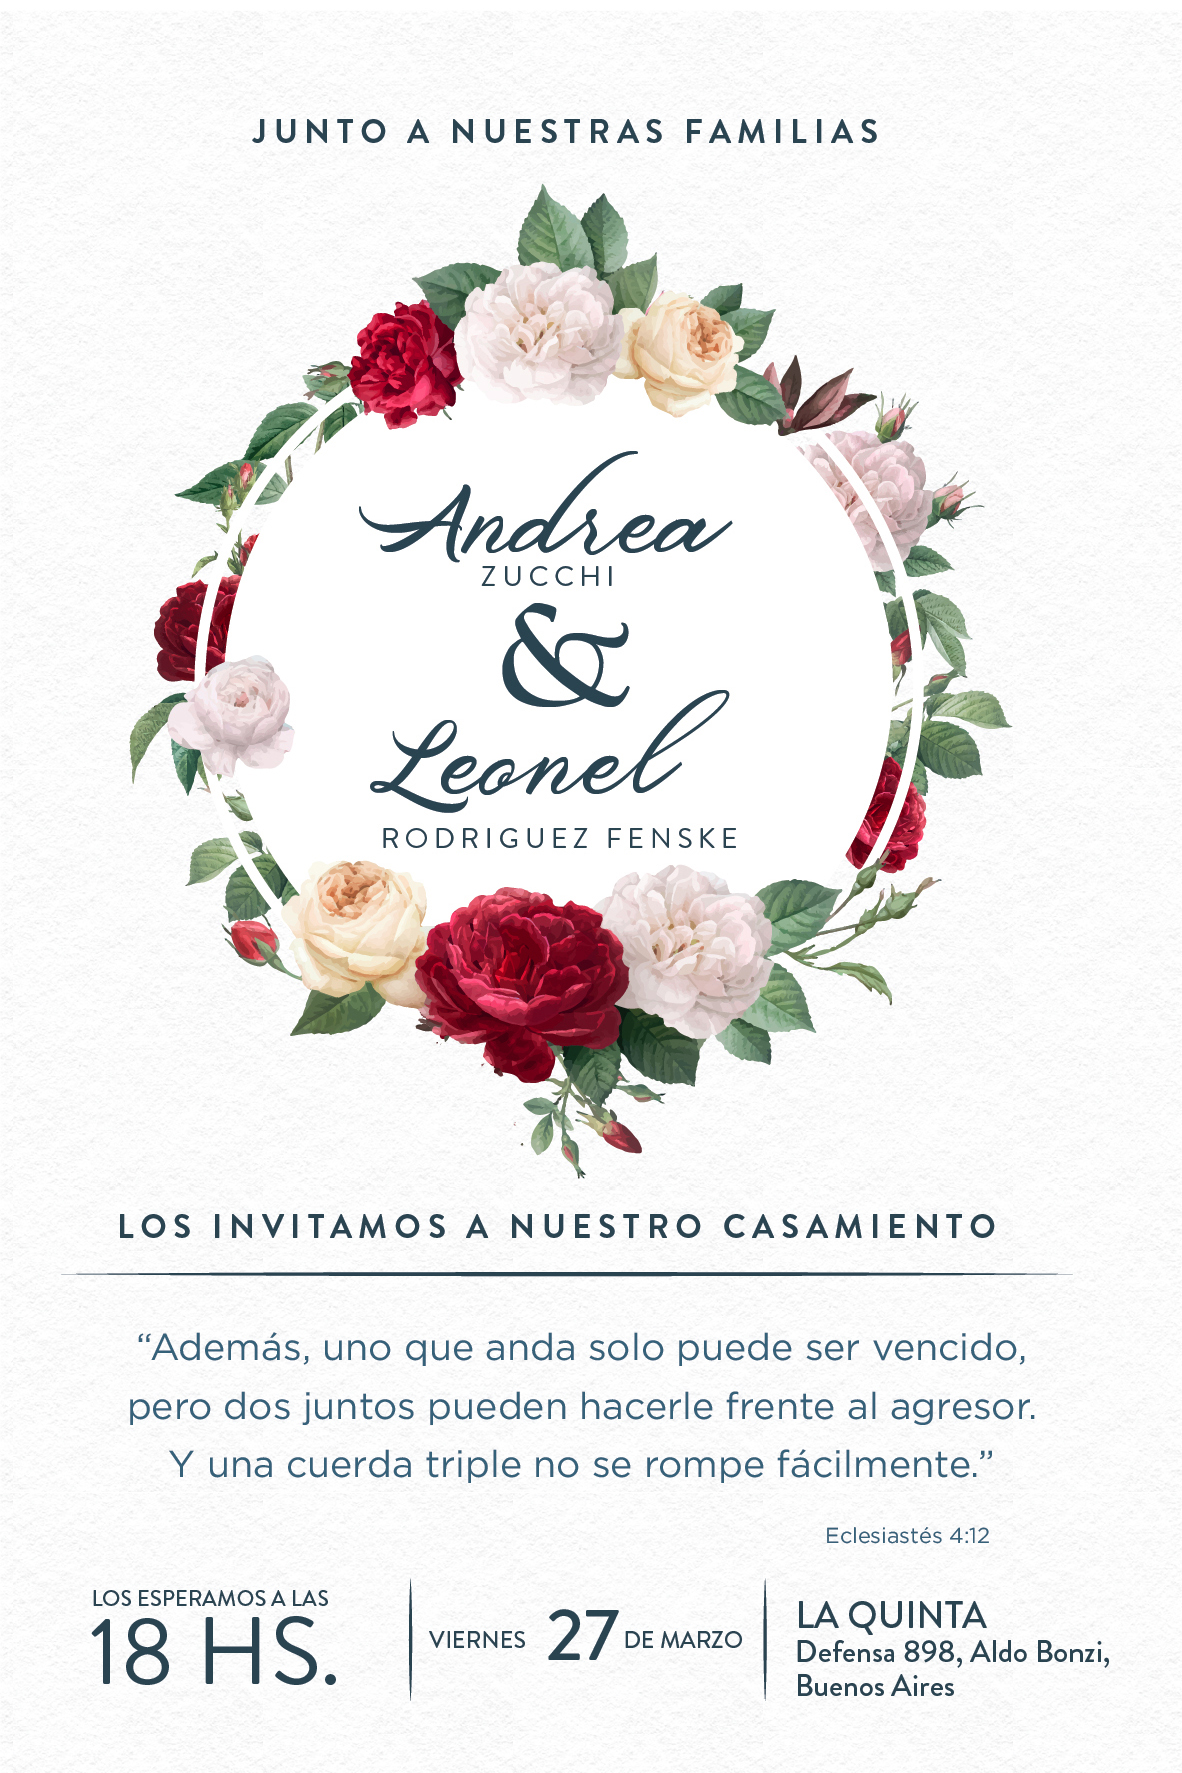 JUNTO A NUESTRAS FAMILIAS
Andrea
ZUCCHI
&
Leonel
RODRIGUEZ FENSKE
LOS INVITAMOS A NUESTRO CASAMIENTO
“Además, uno que anda solo puede ser vencido,
pero dos juntos pueden hacerle frente al agresor.
Y una cuerda triple no se rompe fácilmente.”
Eclesiastés 4:12
LOS ESPERAMOS A LAS
18 HS.
VIERNES 27 DE MARZO
LA QUINTA
Defensa 898, Aldo Bonzi,
Buenos Aires